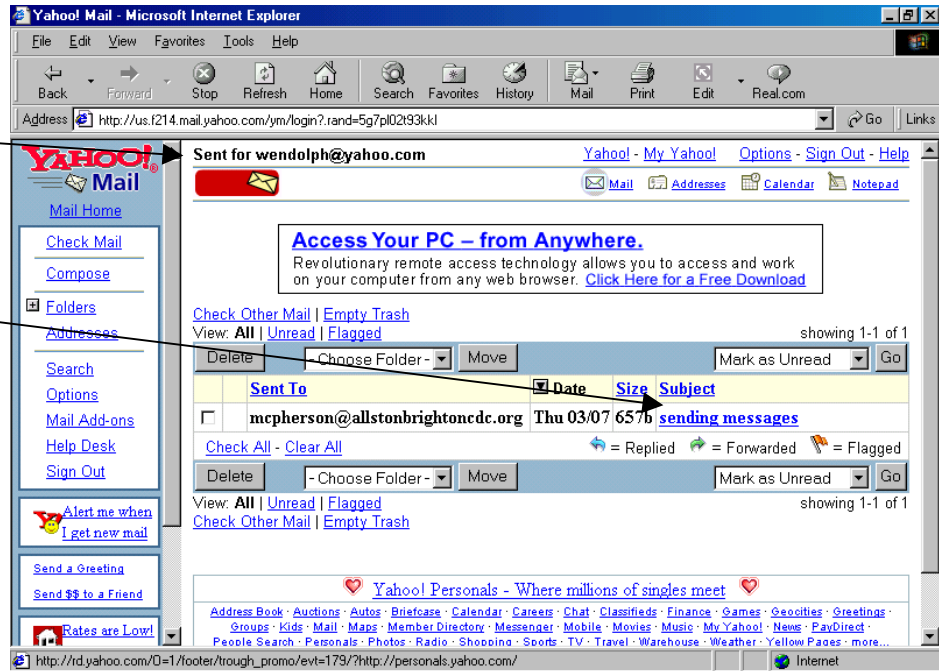 Yahoo! Mail - Microsoft Internet Explorer
File Edit View Favorites Tools Help
Back Forward Stop Refresh Home Search Favorites History Mail Print Edit Real.com
Address http://us.f214.mail.yahoo.com/ym/login?.rand=5g7pl02t93kkl Go Links
YAHOO! Mail
Mail Home
Check Mail
Compose
Folders
Addresses
Search
Options
Mail Add-ons
Help Desk
Sign Out
Alert me when
I get new mail
Send a Greeting
Send $$ to a Friend
Rates are Low!
Sent for wendolph@yahoo.com Yahoo! - My Yahoo! Options - Sign Out - Help
Mail Addresses Calendar Notepad
Access Your PC – from Anywhere.
Revolutionary remote access technology allows you to access and work
on your computer from any web browser. Click Here for a Free Download
Check Other Mail | Empty Trash
View: All | Unread | Flagged showing 1-1 of 1
Delete - Choose Folder - Move Mark as Unread Go
Sent To Date Size Subject
mcpherson@allstonbrightoncdc.org Thu 03/07 657b sending messages
Check All - Clear All = Replied = Forwarded = Flagged
Delete - Choose Folder - Move Mark as Unread Go
View: All | Unread | Flagged showing 1-1 of 1
Check Other Mail | Empty Trash
Yahoo! Personals - Where millions of singles meet
Address Book · Auctions · Autos · Briefcase · Calendar · Careers · Chat · Classifieds · Finance · Games · Geocities · Greetings ·
Groups · Kids · Mail · Maps · Member Directory · Messenger · Mobile · Movies · Music · My Yahoo! · News · PayDirect ·
People Search · Personals · Photos · Radio · Shopping · Sports · TV · Travel · Warehouse · Weather · Yellow Pages · more...
http://rd.yahoo.com/O=1/footer/trough_promo/evt=179/?http://personals.yahoo.com/ Internet